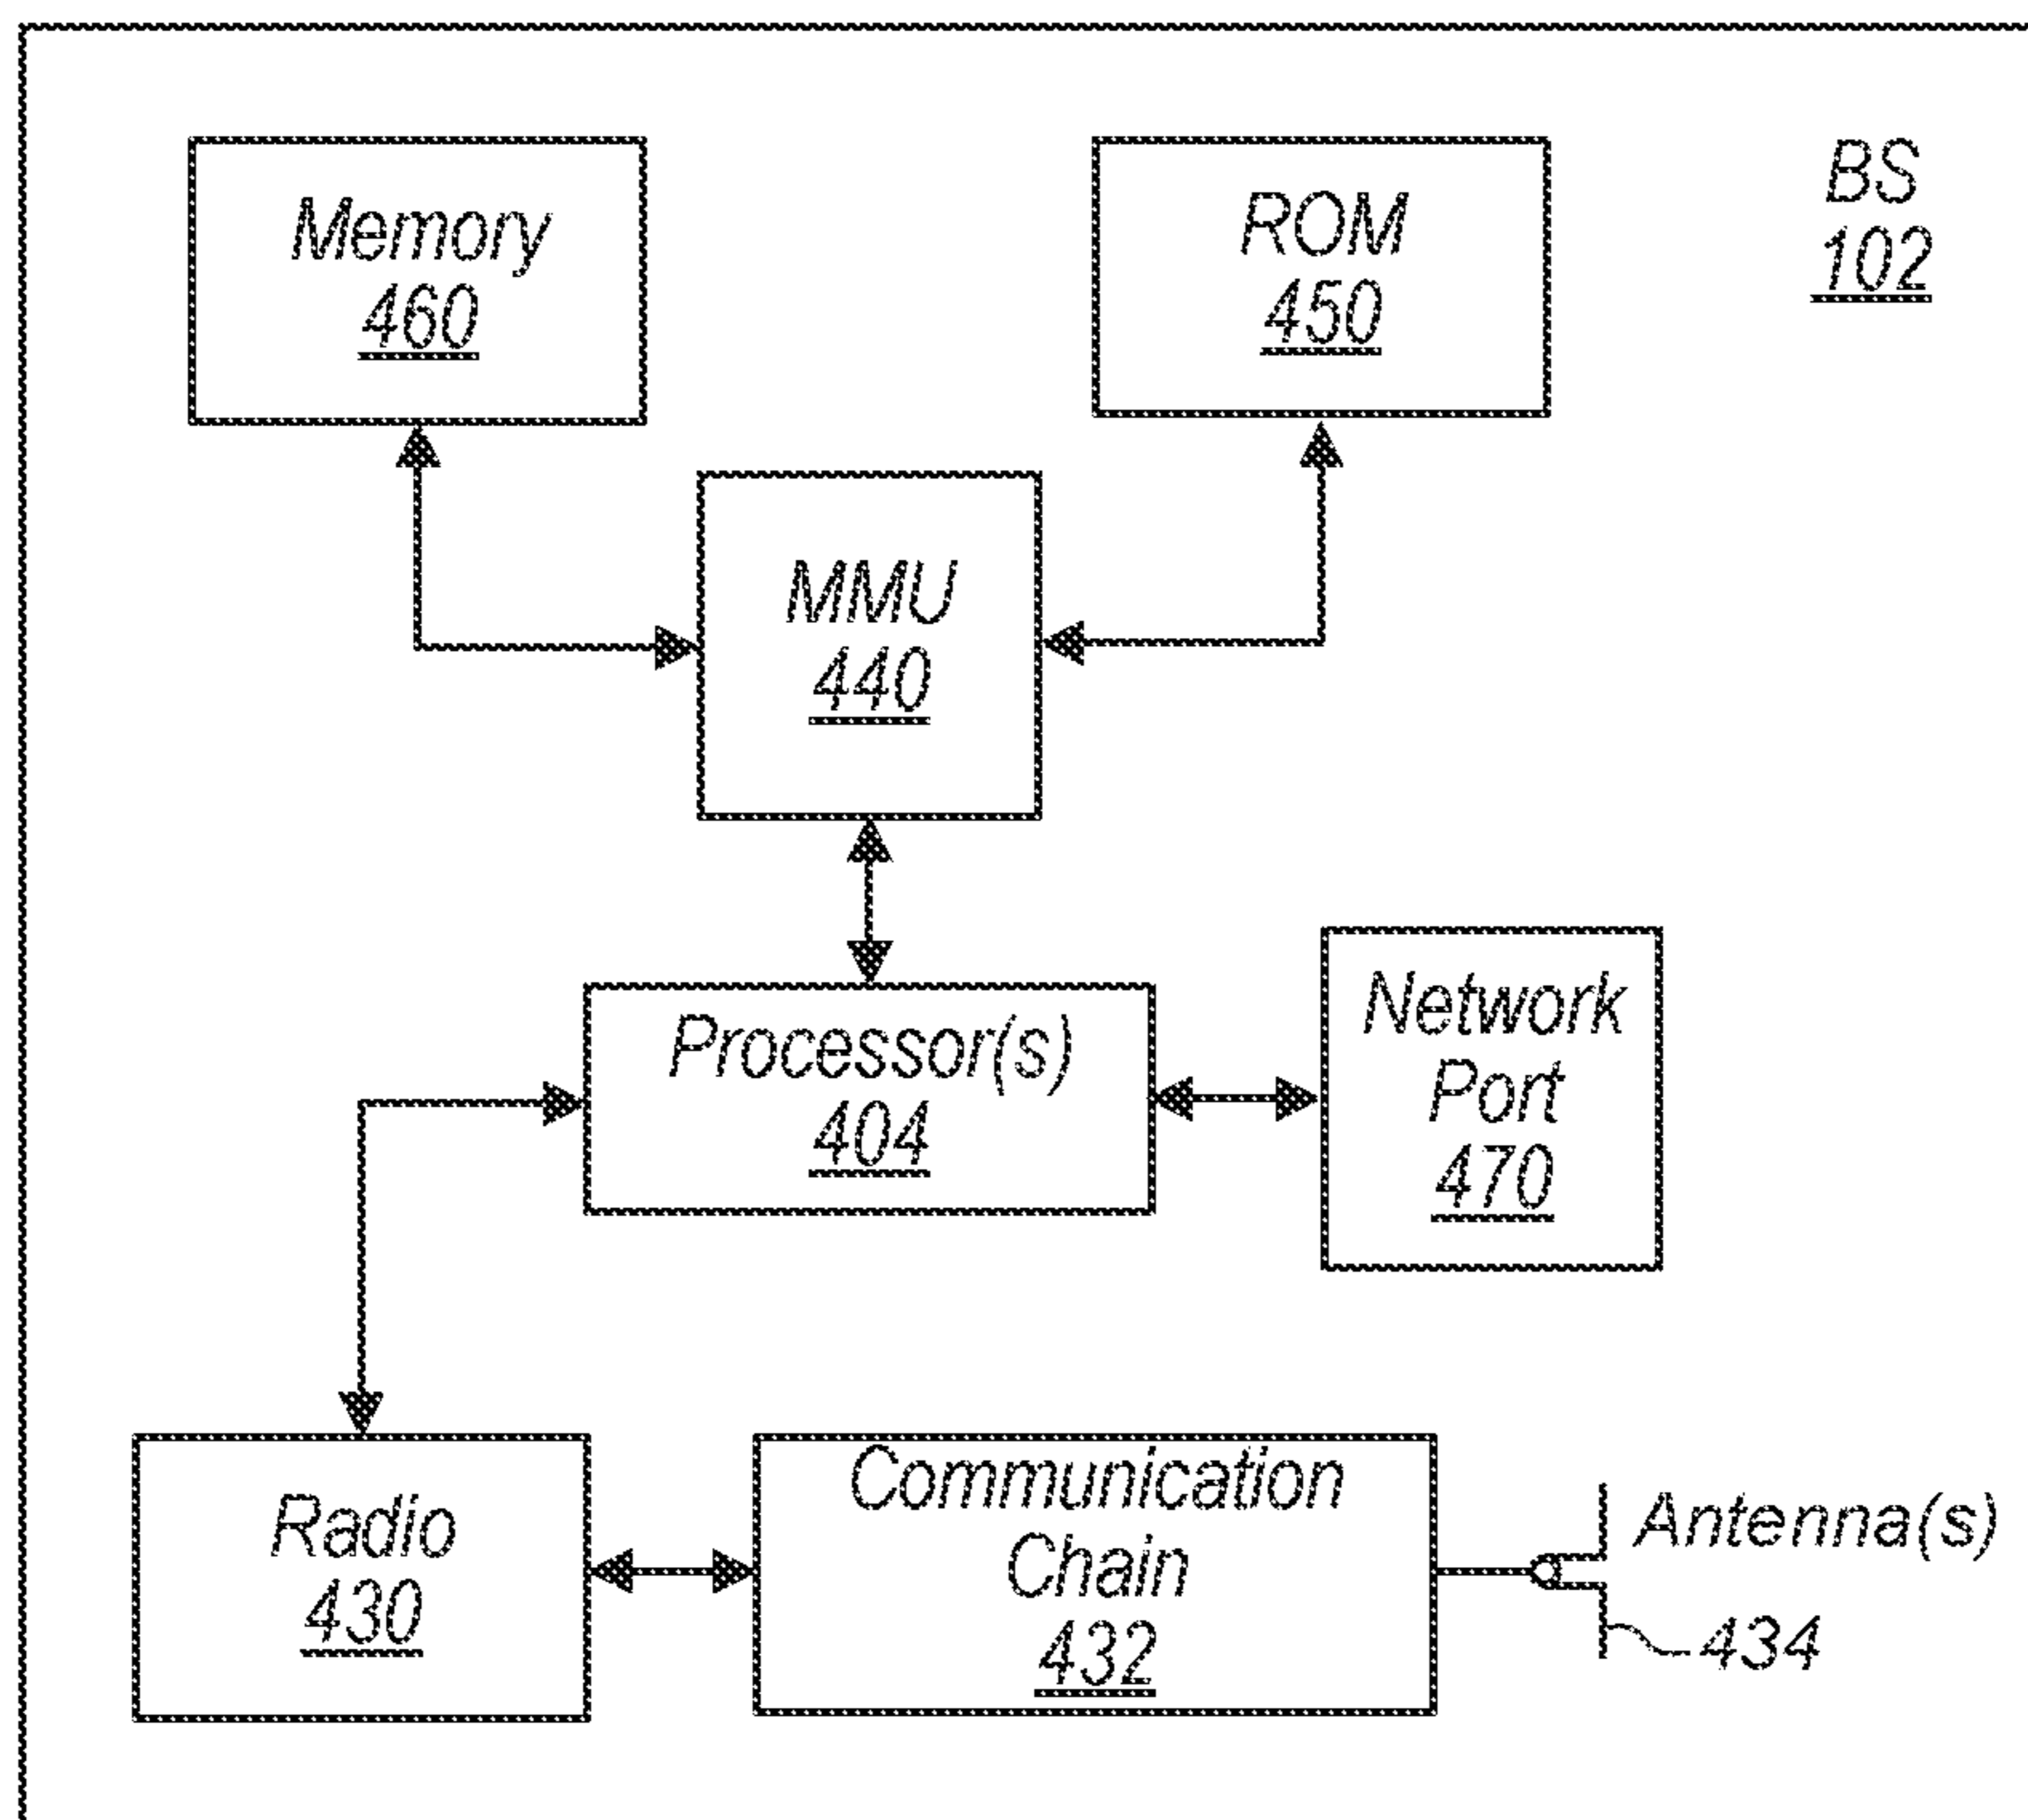 Memory
460
ROM
450
BS
102
MMU
440
Processor(s)
404
Network
Port
470
Radio
430
Communication
Chain
432
Antenna(s)
434